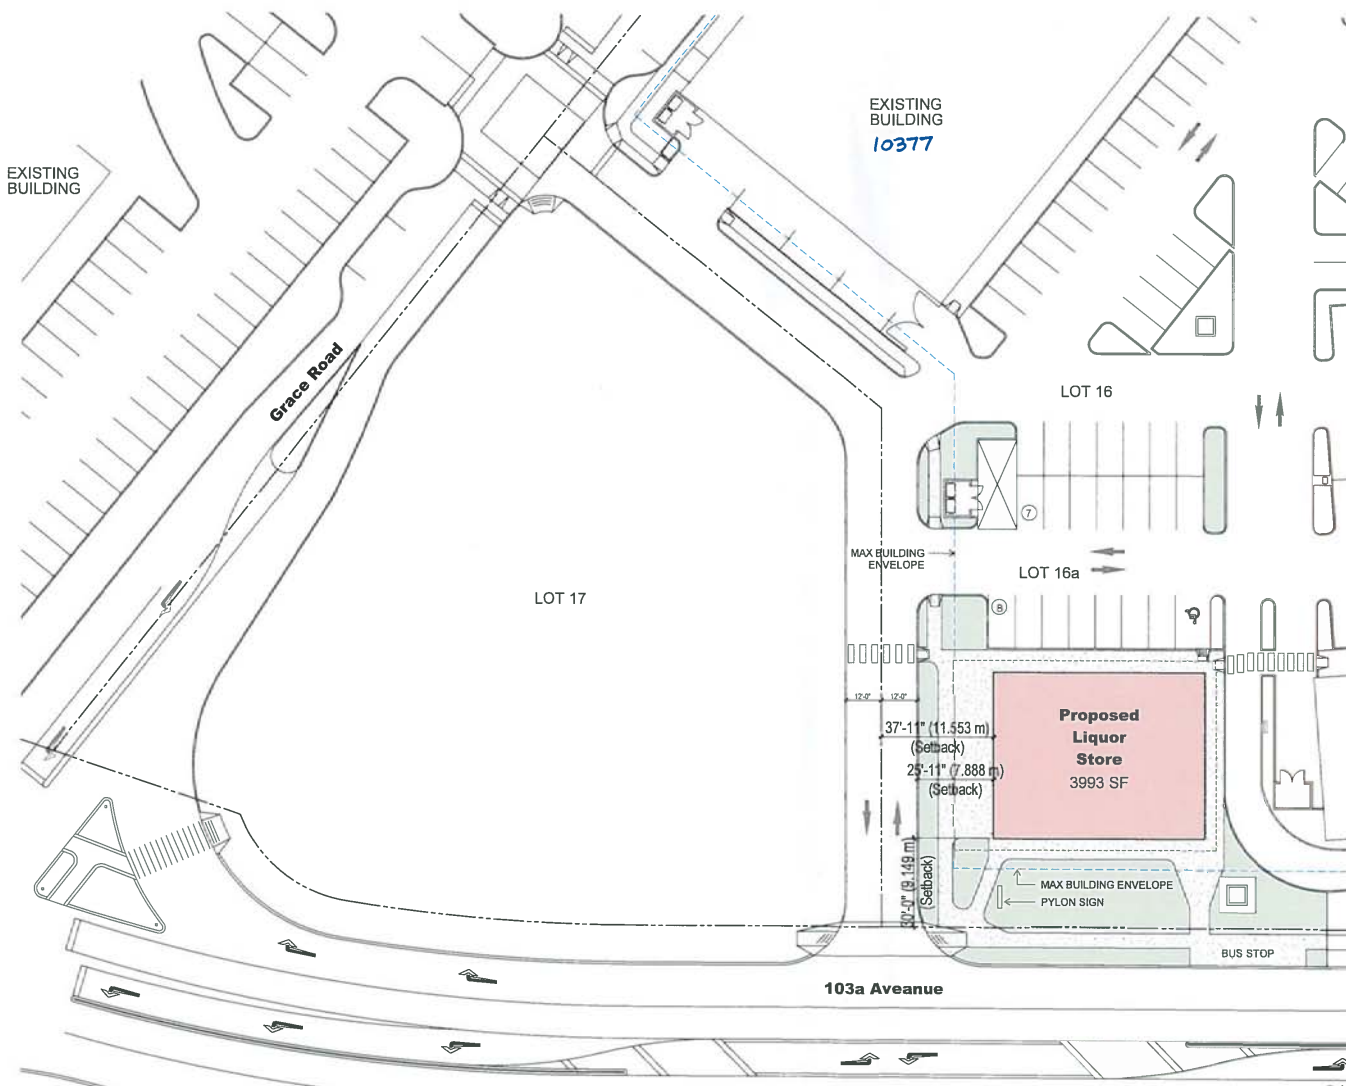 EXISTING
BUILDING
10377
EXISTING
BUILDING
Grace Road
LOT 16
7
MAX BUILDING
ENVELOPE
LOT 16a
LOT 17
8
12'-0" 12'-0"
37'-11" (11.553 m)
(Setback)
25'-11" (7.888 m)
(Setback)
Proposed
Liquor
Store
3993 SF
30'-0" (9.149 m)
(Setback)
MAX BUILDING ENVELOPE
PYLON SIGN
BUS STOP
103a Aveanue